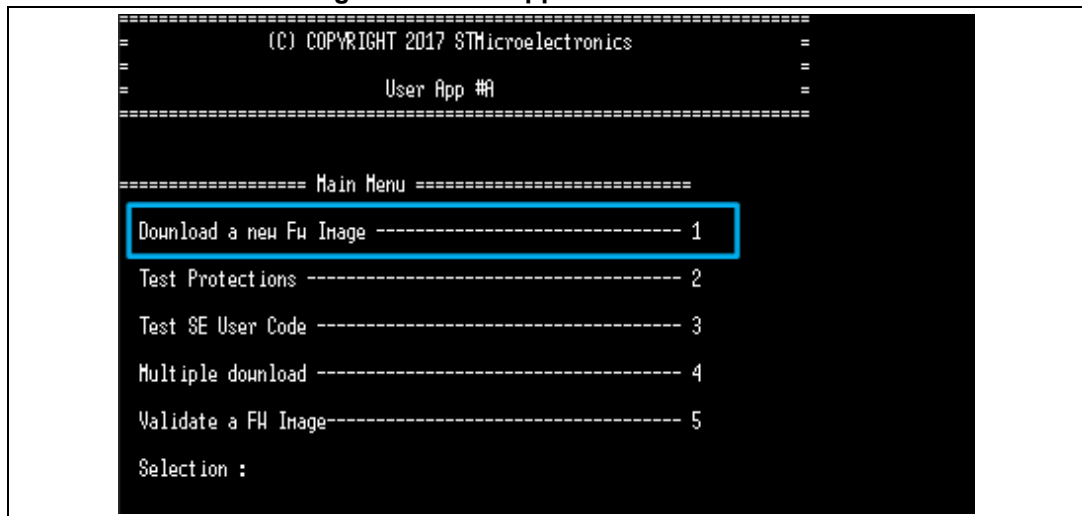 ======================================================================
= (C) COPYRIGHT 2017 STMicroelectronics =
= =
= User App #A =
======================================================================
=================== Main Menu ============================
Download a new Fw Image ------------------------------- 1
Test Protections -------------------------------------- 2
Test SE User Code ------------------------------------- 3
Multiple download ------------------------------------- 4
Validate a FW Image------------------------------------ 5
Selection :